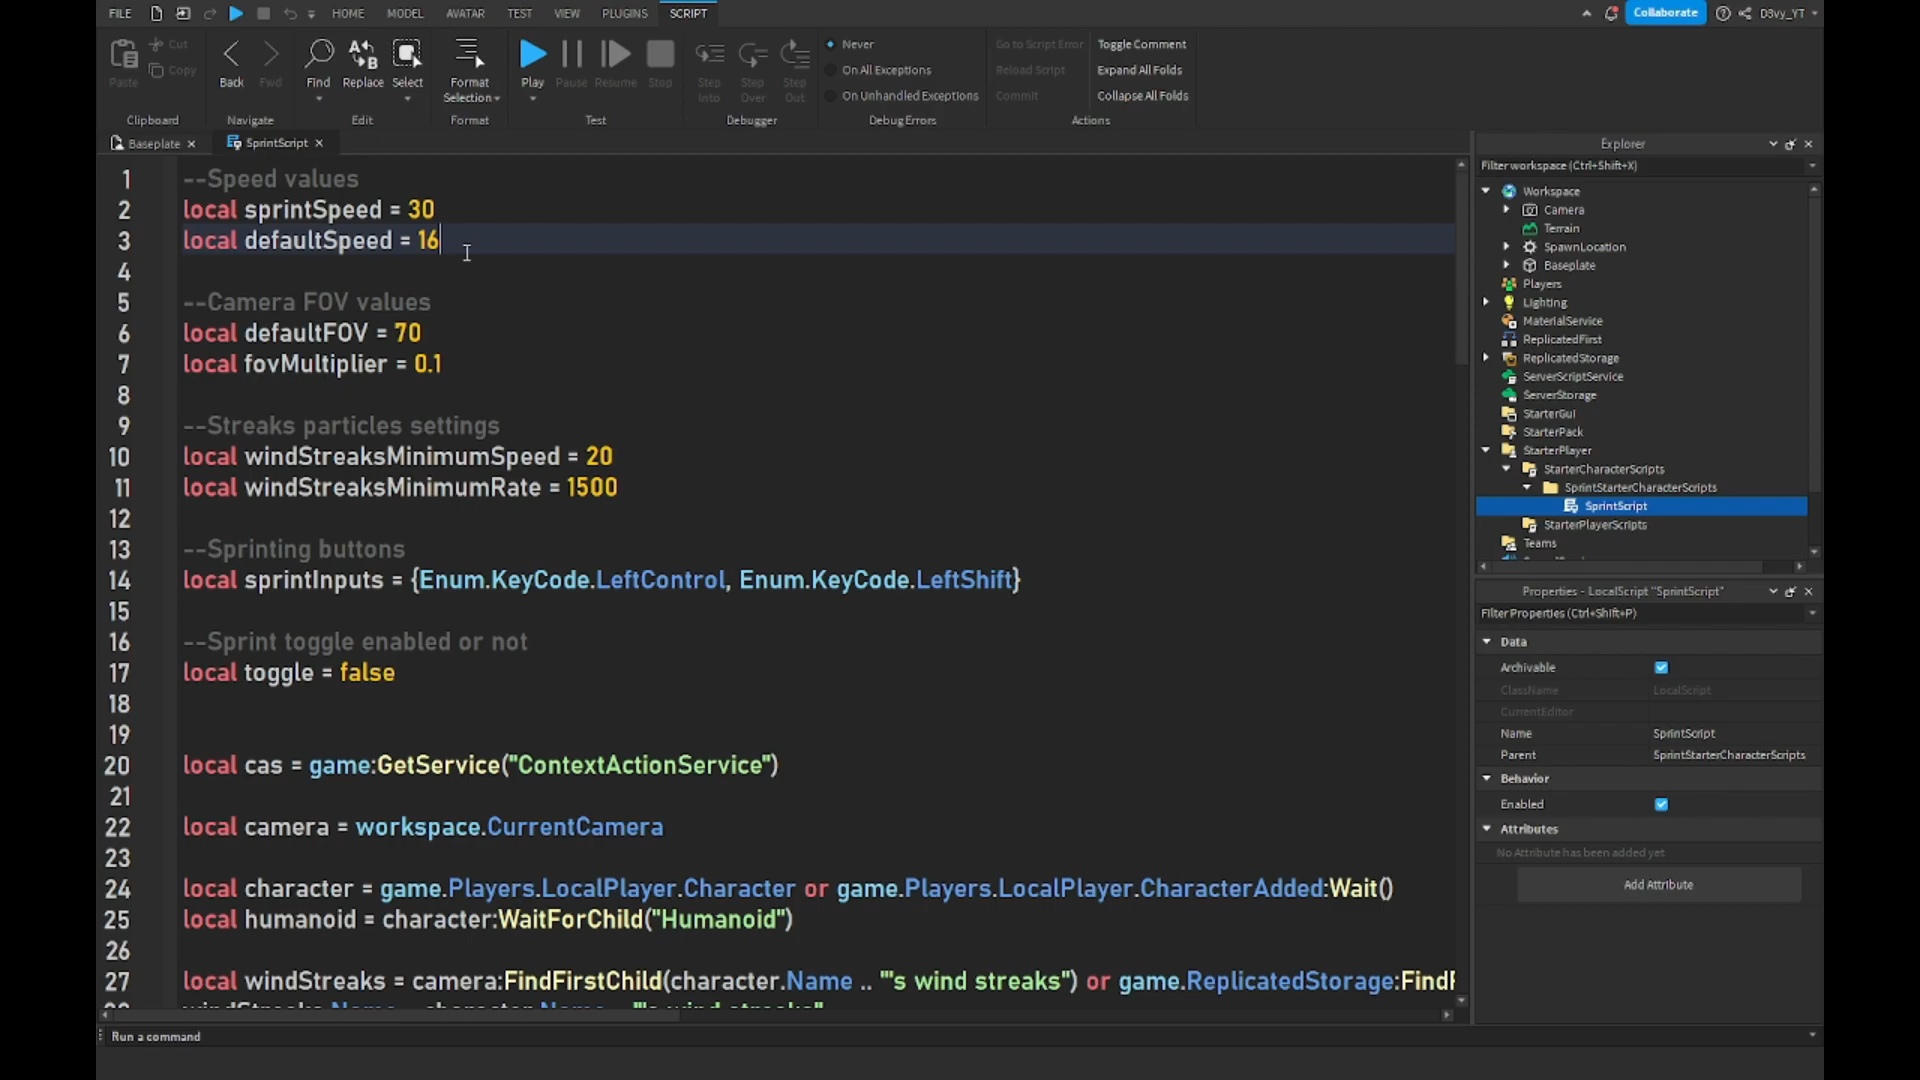 FILE HOME MODEL AVATAR TEST VIEW PLUGINS SCRIPT Collaborate D3vy_YT
Paste Cut Copy Back Fwd Find Replace Select Format Selection Play Pause Resume Stop Step Into Step Over Step Out
Never
On All Exceptions
On Unhandled Exceptions
Go to Script Error
Reload Script
Commit
Toggle Comment
Expand All Folds
Collapse All Folds
Clipboard Navigate Edit Format Test Debugger Debug Errors Actions
Baseplate SprintScript
1 --Speed values
2 local sprintSpeed = 30
3 local defaultSpeed = 16
4
5 --Camera FOV values
6 local defaultFOV = 70
7 local fovMultiplier = 0.1
8
9 --Streaks particles settings
10 local windStreaksMinimumSpeed = 20
11 local windStreaksMinimumRate = 1500
12
13 --Sprinting buttons
14 local sprintInputs = {Enum.KeyCode.LeftControl, Enum.KeyCode.LeftShift}
15
16 --Sprint toggle enabled or not
17 local toggle = false
18
19
20 local cas = game:GetService("ContextActionService")
21
22 local camera = workspace.CurrentCamera
23
24 local character = game.Players.LocalPlayer.Character or game.Players.LocalPlayer.CharacterAdded:Wait()
25 local humanoid = character:WaitForChild("Humanoid")
26
27 local windStreaks = camera:FindFirstChild(character.Name .. "'s wind streaks") or game.ReplicatedStorage:FindF
Explorer
Filter workspace (Ctrl+Shift+X)
Workspace
Camera
Terrain
SpawnLocation
Baseplate
Players
Lighting
MaterialService
ReplicatedFirst
ReplicatedStorage
ServerScriptService
ServerStorage
StarterGui
StarterPack
StarterPlayer
StarterCharacterScripts
SprintStarterCharacterScripts
SprintScript
StarterPlayerScripts
Teams
Properties - LocalScript "SprintScript"
Filter Properties (Ctrl+Shift+P)
Data
Archivable
ClassName LocalScript
CurrentEditor
Name SprintScript
Parent SprintStarterCharacterScripts
Behavior
Enabled
Attributes
No Attribute has been added yet
Add Attribute
Run a command